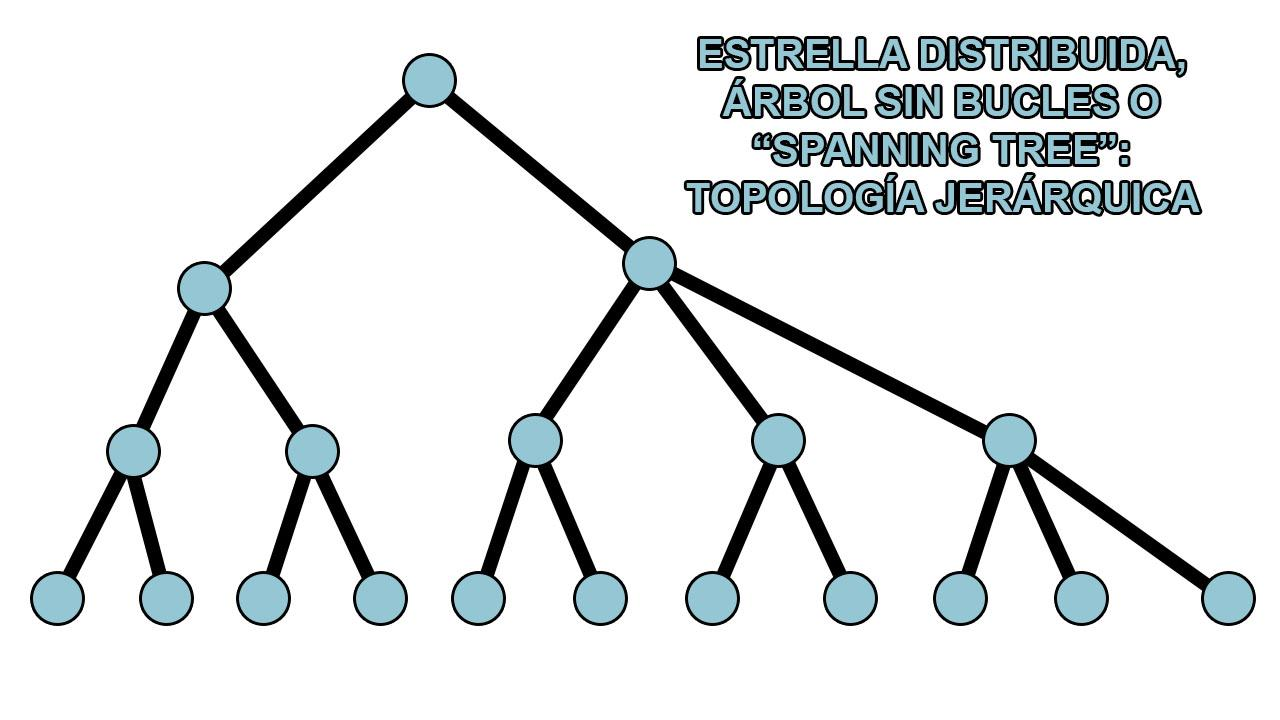 ESTRELLA DISTRIBUIDA,
ÁRBOL SIN BUCLES O
“SPANNING TREE”:
TOPOLOGÍA JERÁRQUICA